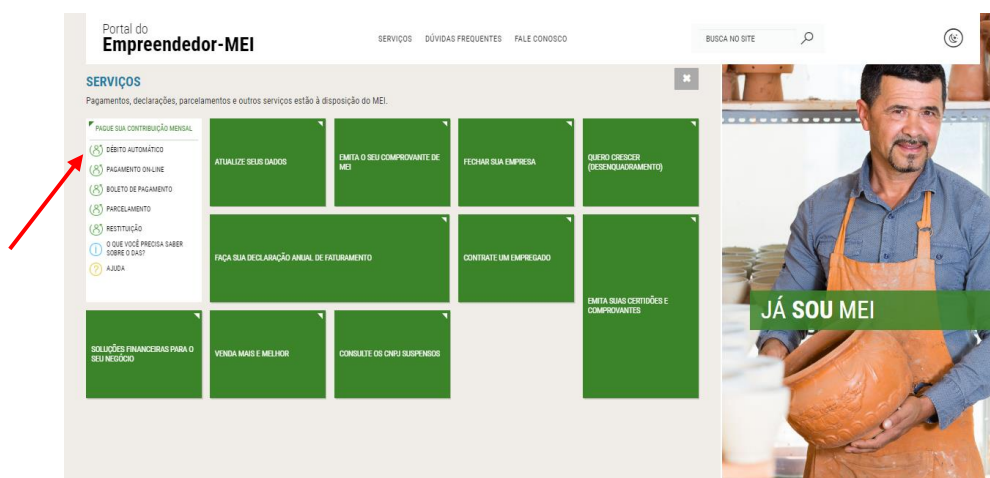 Portal do
Empreendedor-MEI
SERVIÇOS DÚVIDAS FREQUENTES FALE CONOSCO
BUSCA NO SITE
SERVIÇOS
Pagamentos, declarações, parcelamentos e outros serviços estão à disposição do MEI.
PAGUE SUA CONTRIBUIÇÃO MENSAL
DÉBITO AUTOMÁTICO
PAGAMENTO ON-LINE
BOLETO DE PAGAMENTO
PARCELAMENTO
RESTITUIÇÃO
O QUE VOCÊ PRECISA SABER
SOBRE O DAS?
AJUDA
ATUALIZE SEUS DADOS
EMITA O SEU COMPROVANTE DE
MEI
FECHAR SUA EMPRESA
QUERO CRESCER
(DESENQUADRAMENTO)
FAÇA SUA DECLARAÇÃO ANUAL DE FATURAMENTO
CONTRATE UM EMPREGADO
EMITA SUAS CERTIDÕES E
COMPROVANTES
SOLUÇÕES FINANCEIRAS PARA O
SEU NEGÓCIO
VENDA MAIS E MELHOR
CONSULTE OS CNPJ SUSPENSOS
JÁ SOU MEI